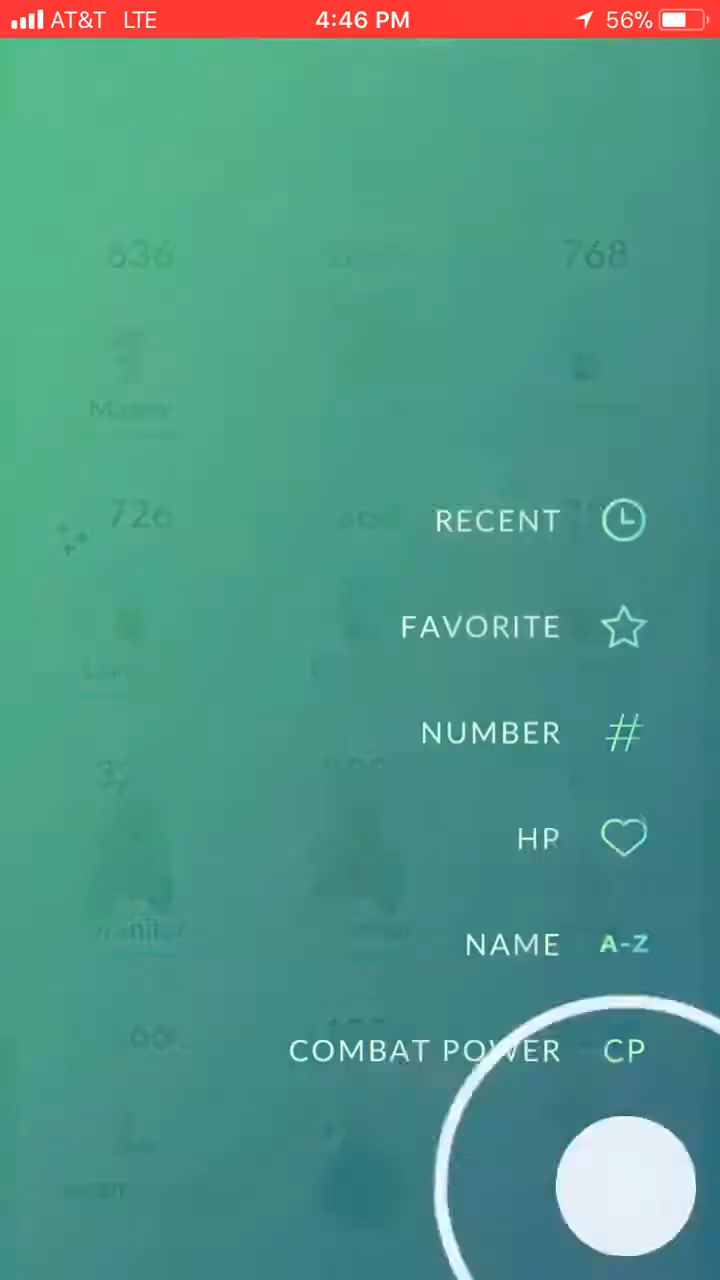 AT&T LTE 4:46 PM 56%
636 768
726
RECENT
FAVORITE
NUMBER #
HP
NAME A-Z
COMBAT POWER CP